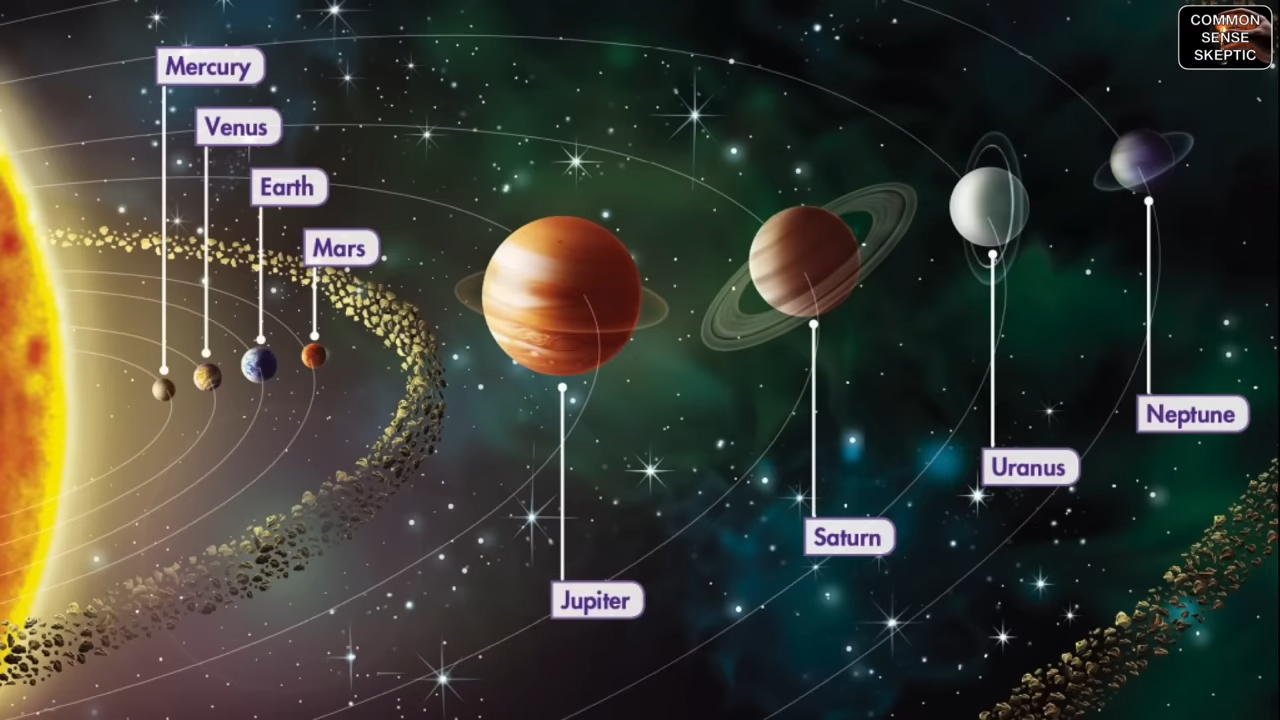 COMMON
SENSE
SKEPTIC
Mercury
Venus
Earth
Mars
Neptune
Uranus
Saturn
Jupiter